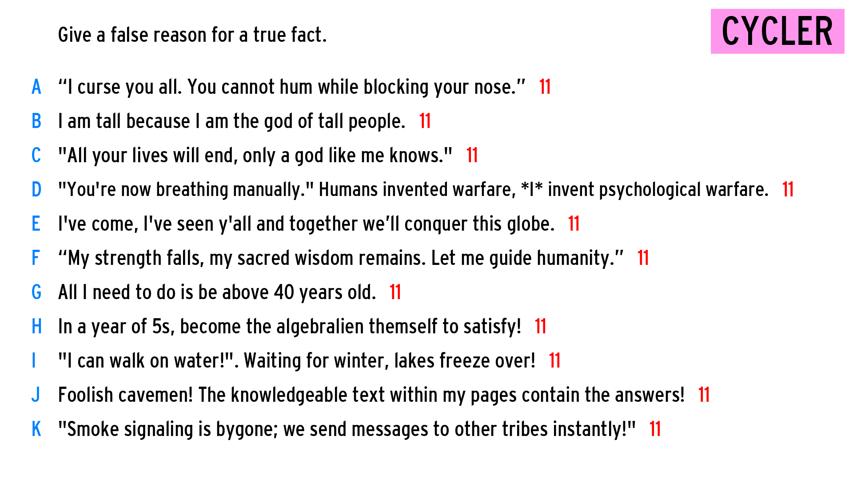 Give a false reason for a true fact.
CYCLER
A “I curse you all. You cannot hum while blocking your nose.” 11
B I am tall because I am the god of tall people. 11
C "All your lives will end, only a god like me knows." 11
D "You're now breathing manually." Humans invented warfare, *I* invent psychological warfare. 11
E I've come, I've seen y'all and together we’ll conquer this globe. 11
F “My strength falls, my sacred wisdom remains. Let me guide humanity.” 11
G All I need to do is be above 40 years old. 11
H In a year of 5s, become the algebralien themself to satisfy! 11
I "I can walk on water!". Waiting for winter, lakes freeze over! 11
J Foolish cavemen! The knowledgeable text within my pages contain the answers! 11
K "Smoke signaling is bygone; we send messages to other tribes instantly!" 11